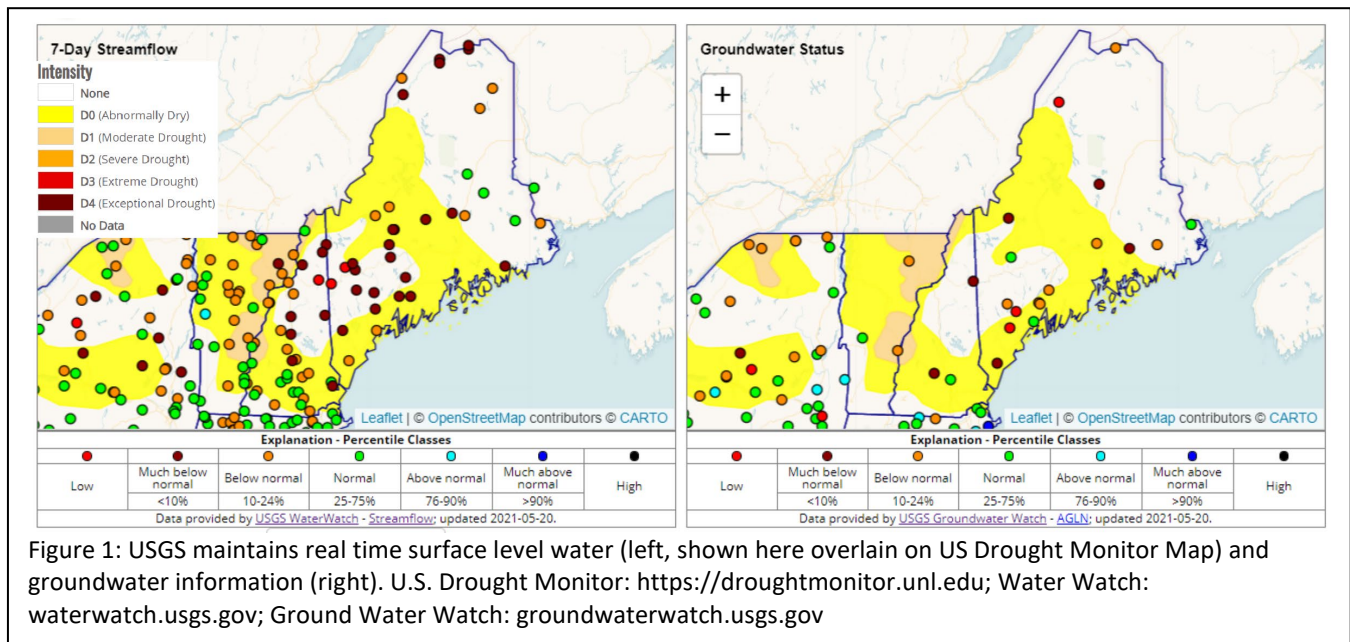 7-Day Streamflow
Intensity
None
D0 (Abnormally Dry)
D1 (Moderate Drought)
D2 (Severe Drought)
D3 (Extreme Drought)
D4 (Exceptional Drought)
No Data
Leaflet | © OpenStreetMap contributors © CARTO
Explanation - Percentile Classes
Low Much below normal Below normal Normal Above normal Much above normal High
<10% 10-24% 25-75% 76-90% >90%
Data provided by USGS WaterWatch - Streamflow; updated 2021-05-20.
Groundwater Status
+
−
Leaflet | © OpenStreetMap contributors © CARTO
Explanation - Percentile Classes
Low Much below normal Below normal Normal Above normal Much above normal High
<10% 10-24% 25-75% 76-90% >90%
Data provided by USGS Groundwater Watch - AGLN; updated 2021-05-20.
Figure 1: USGS maintains real time surface level water (left, shown here overlain on US Drought Monitor Map) and
groundwater information (right). U.S. Drought Monitor: https://droughtmonitor.unl.edu; Water Watch:
waterwatch.usgs.gov; Ground Water Watch: groundwaterwatch.usgs.gov